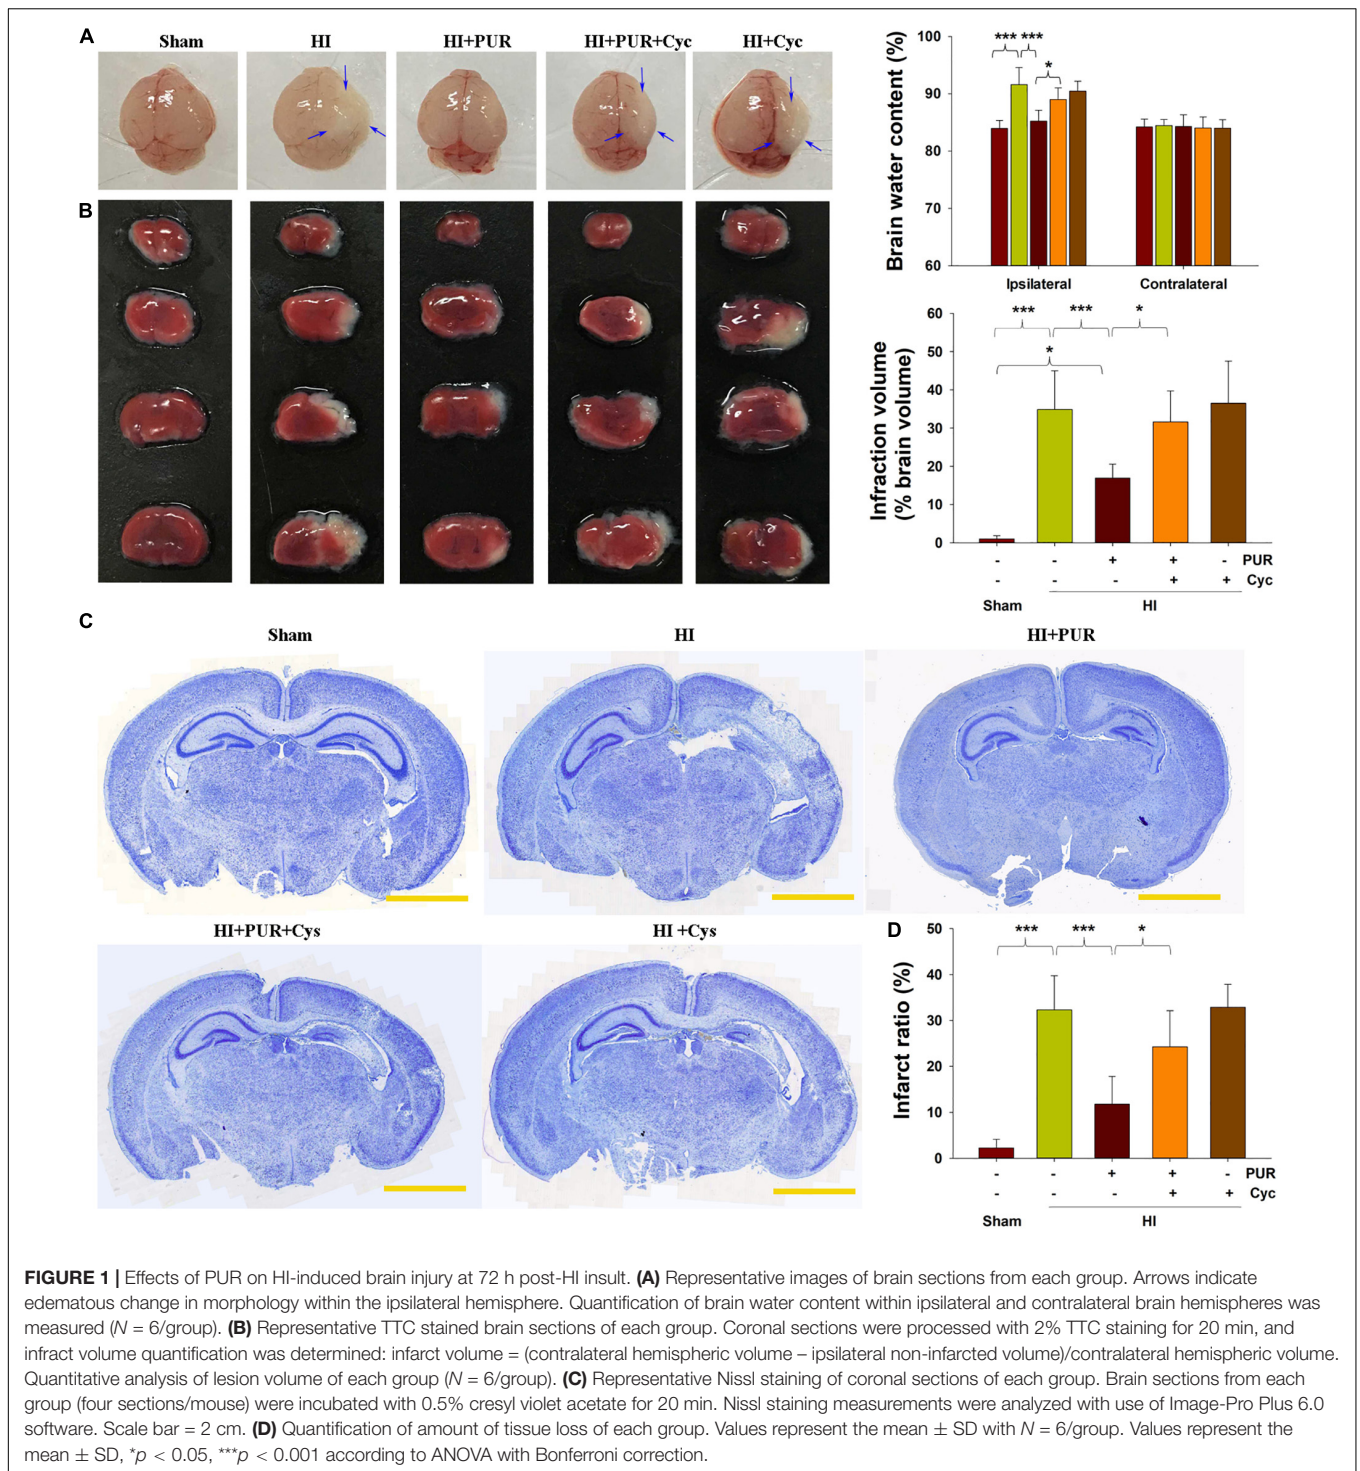 A
Sham HI HI+PUR HI+PUR+Cyc HI+Cyc
B
Brain water content (%)
100
90
80
70
60
*** *** *
Ipsilateral Contralateral
Infraction volume
(% brain volume)
60
50
40
30
20
10
0
*** *** *
*
- - + + - PUR
- - - + + Cyc
Sham HI
C
Sham HI HI+PUR
HI+PUR+Cys HI +Cys
D
Infarct ratio (%)
50
40
30
20
10
0
*** *** *
- - + + - PUR
- - - + + Cyc
Sham HI
FIGURE 1 | Effects of PUR on HI-induced brain injury at 72 h post-HI insult. (A) Representative images of brain sections from each group. Arrows indicate
edematous change in morphology within the ipsilateral hemisphere. Quantification of brain water content within ipsilateral and contralateral brain hemispheres was
measured (N = 6/group). (B) Representative TTC stained brain sections of each group. Coronal sections were processed with 2% TTC staining for 20 min, and
infract volume quantification was determined: infarct volume = (contralateral hemispheric volume – ipsilateral non-infarcted volume)/contralateral hemispheric volume.
Quantitative analysis of lesion volume of each group (N = 6/group). (C) Representative Nissl staining of coronal sections of each group. Brain sections from each
group (four sections/mouse) were incubated with 0.5% cresyl violet acetate for 20 min. Nissl staining measurements were analyzed with use of Image-Pro Plus 6.0
software. Scale bar = 2 cm. (D) Quantification of amount of tissue loss of each group. Values represent the mean ± SD with N = 6/group. Values represent the
mean ± SD, *p < 0.05, ***p < 0.001 according to ANOVA with Bonferroni correction.